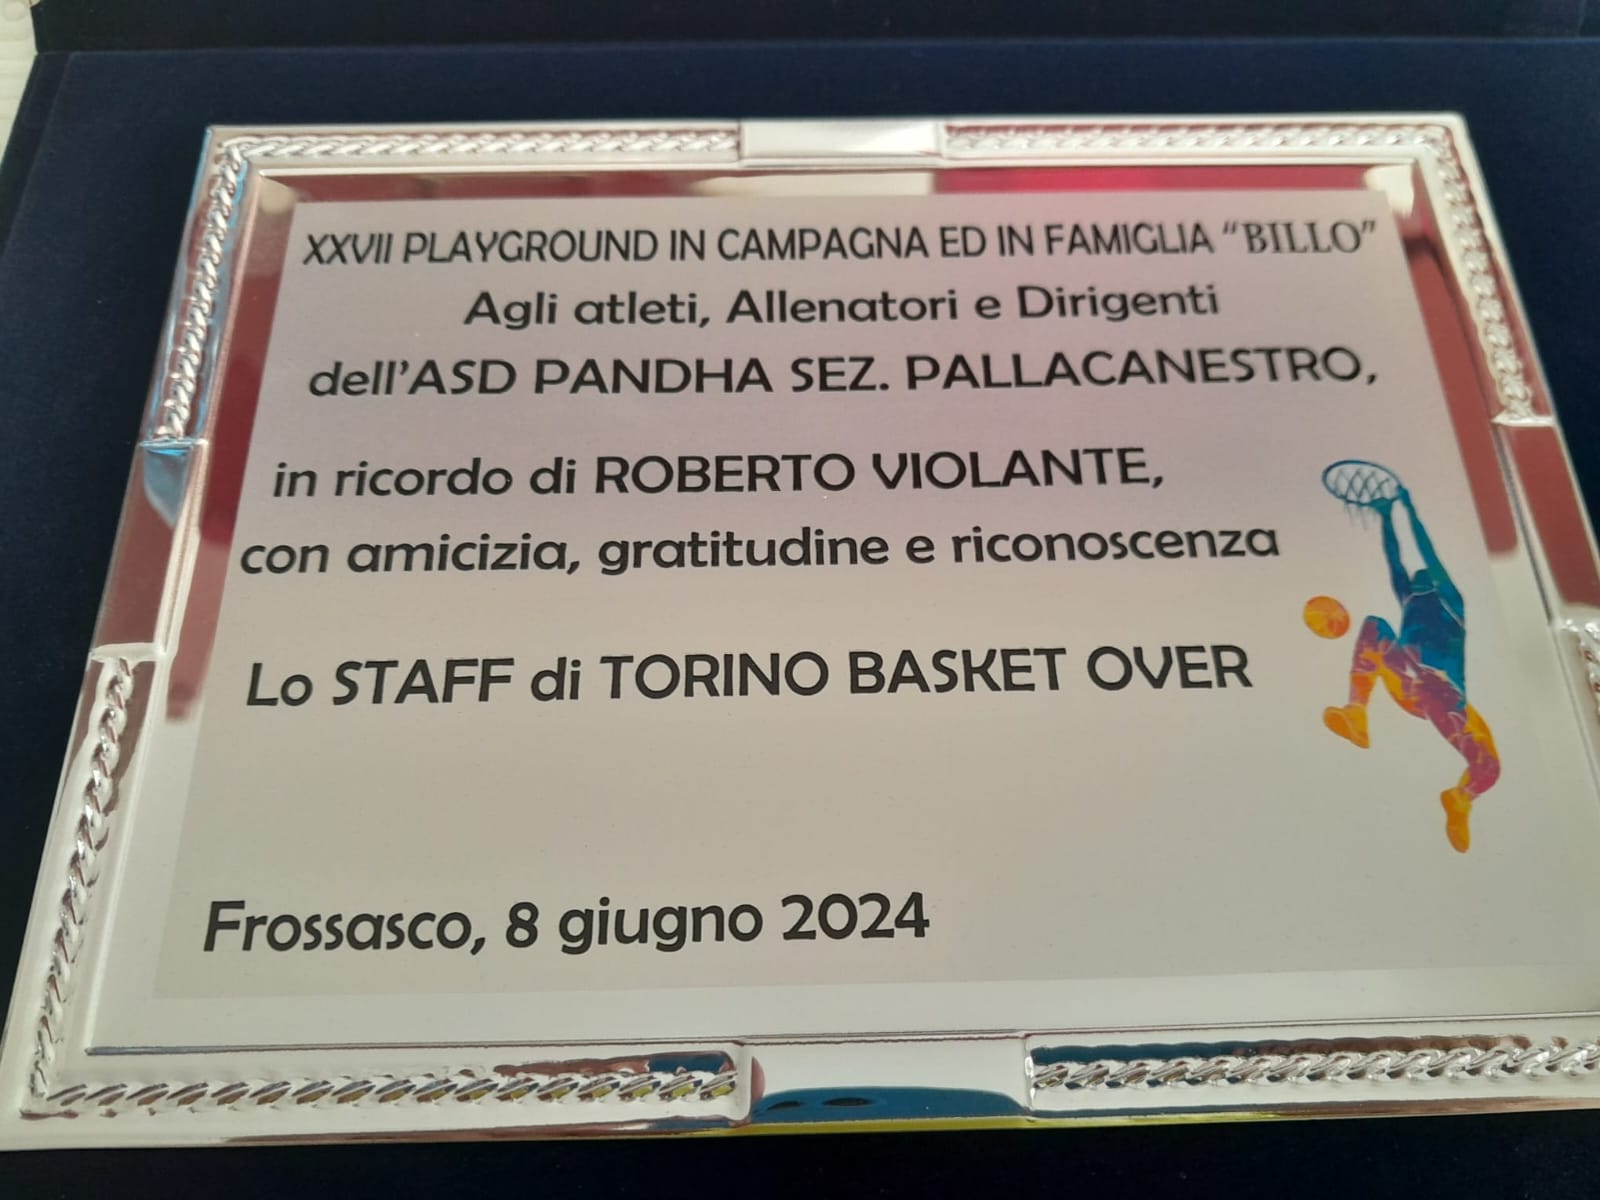 XXVII PLAYGROUND IN CAMPAGNA ED IN FAMIGLIA “BILLO”
Agli atleti, Allenatori e Dirigenti
dell’ASD PANDHA SEZ. PALLACANESTRO,
in ricordo di ROBERTO VIOLANTE,
con amicizia, gratitudine e riconoscenza
Lo STAFF di TORINO BASKET OVER
Frossasco, 8 giugno 2024